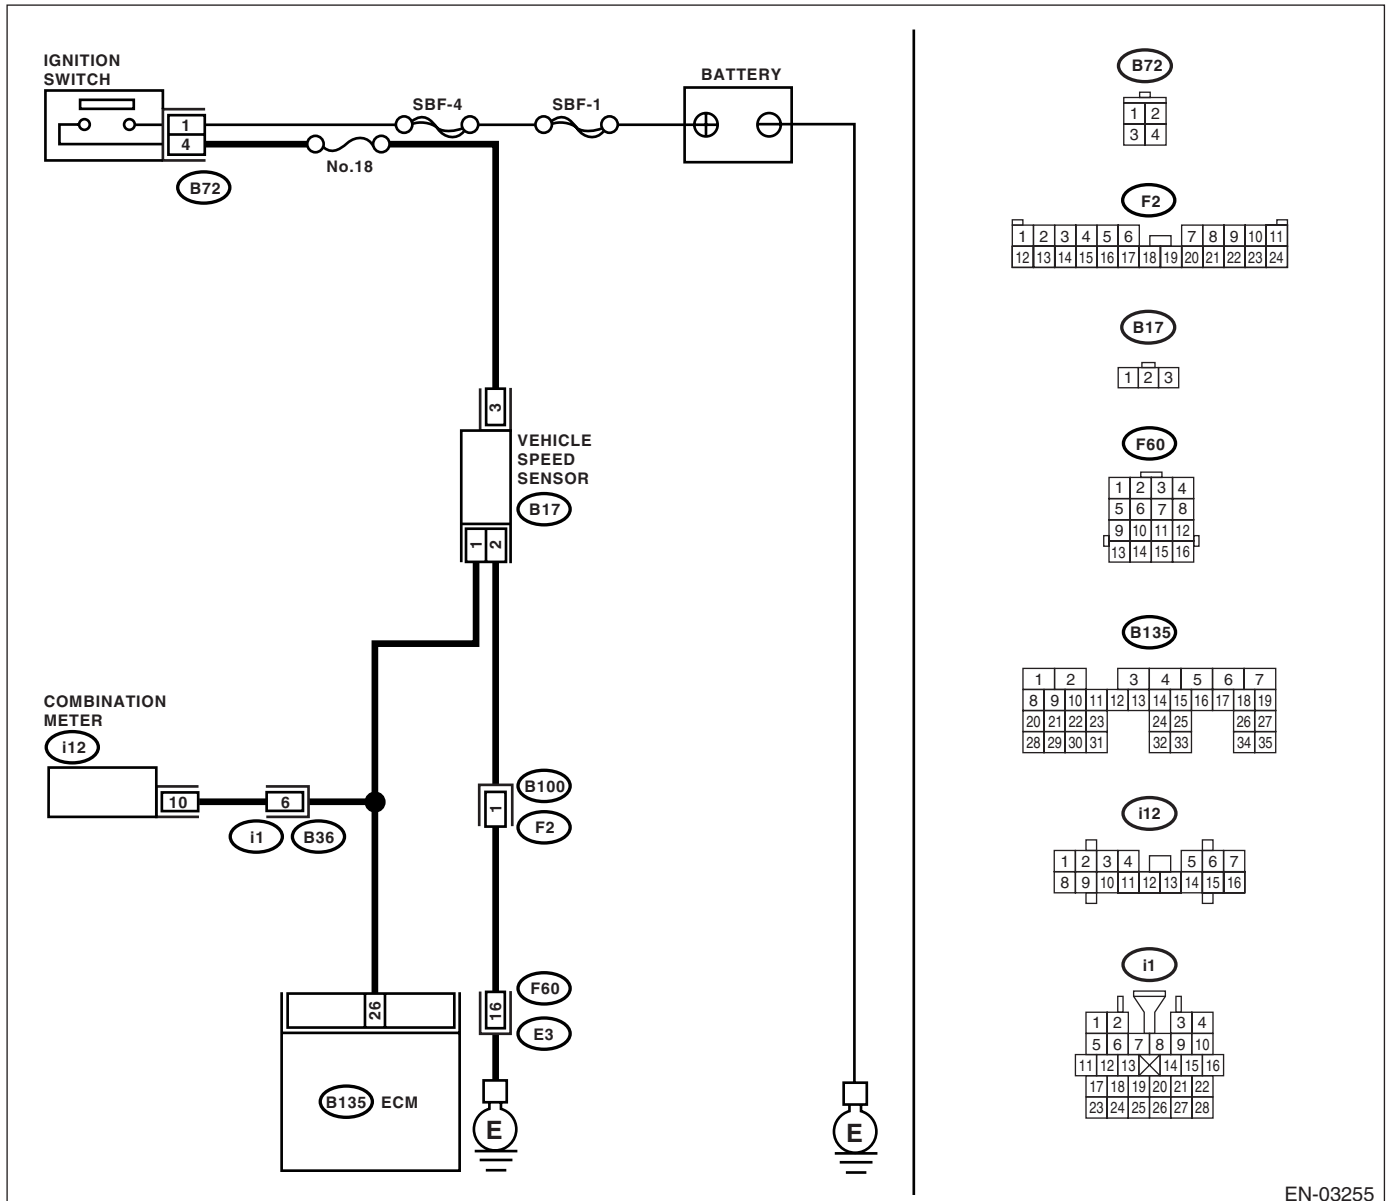 IGNITION
SWITCH
BATTERY
SBF-4
SBF-1
1
4
No.18
B72
3
VEHICLE
SPEED
SENSOR
B17
1 2
COMBINATION
METER
i12
10
6
i1
B36
1
B100
F2
26
16
F60
E3
B135 ECM
E
E
B72
1 2
3 4
F2
1 2 3 4 5 6 7 8 9 10 11
12 13 14 15 16 17 18 19 20 21 22 23 24
B17
1 2 3
F60
1 2 3 4
5 6 7 8
9 10 11 12
13 14 15 16
B135
1 2 3 4 5 6 7
8 9 10 11 12 13 14 15 16 17 18 19
20 21 22 23 24 25 26 27
28 29 30 31 32 33 34 35
i12
1 2 3 4 5 6 7
8 9 10 11 12 13 14 15 16
i1
1 2 3 4
5 6 7 8 9 10
11 12 13 14 15 16
17 18 19 20 21 22
23 24 25 26 27 28
EN-03255